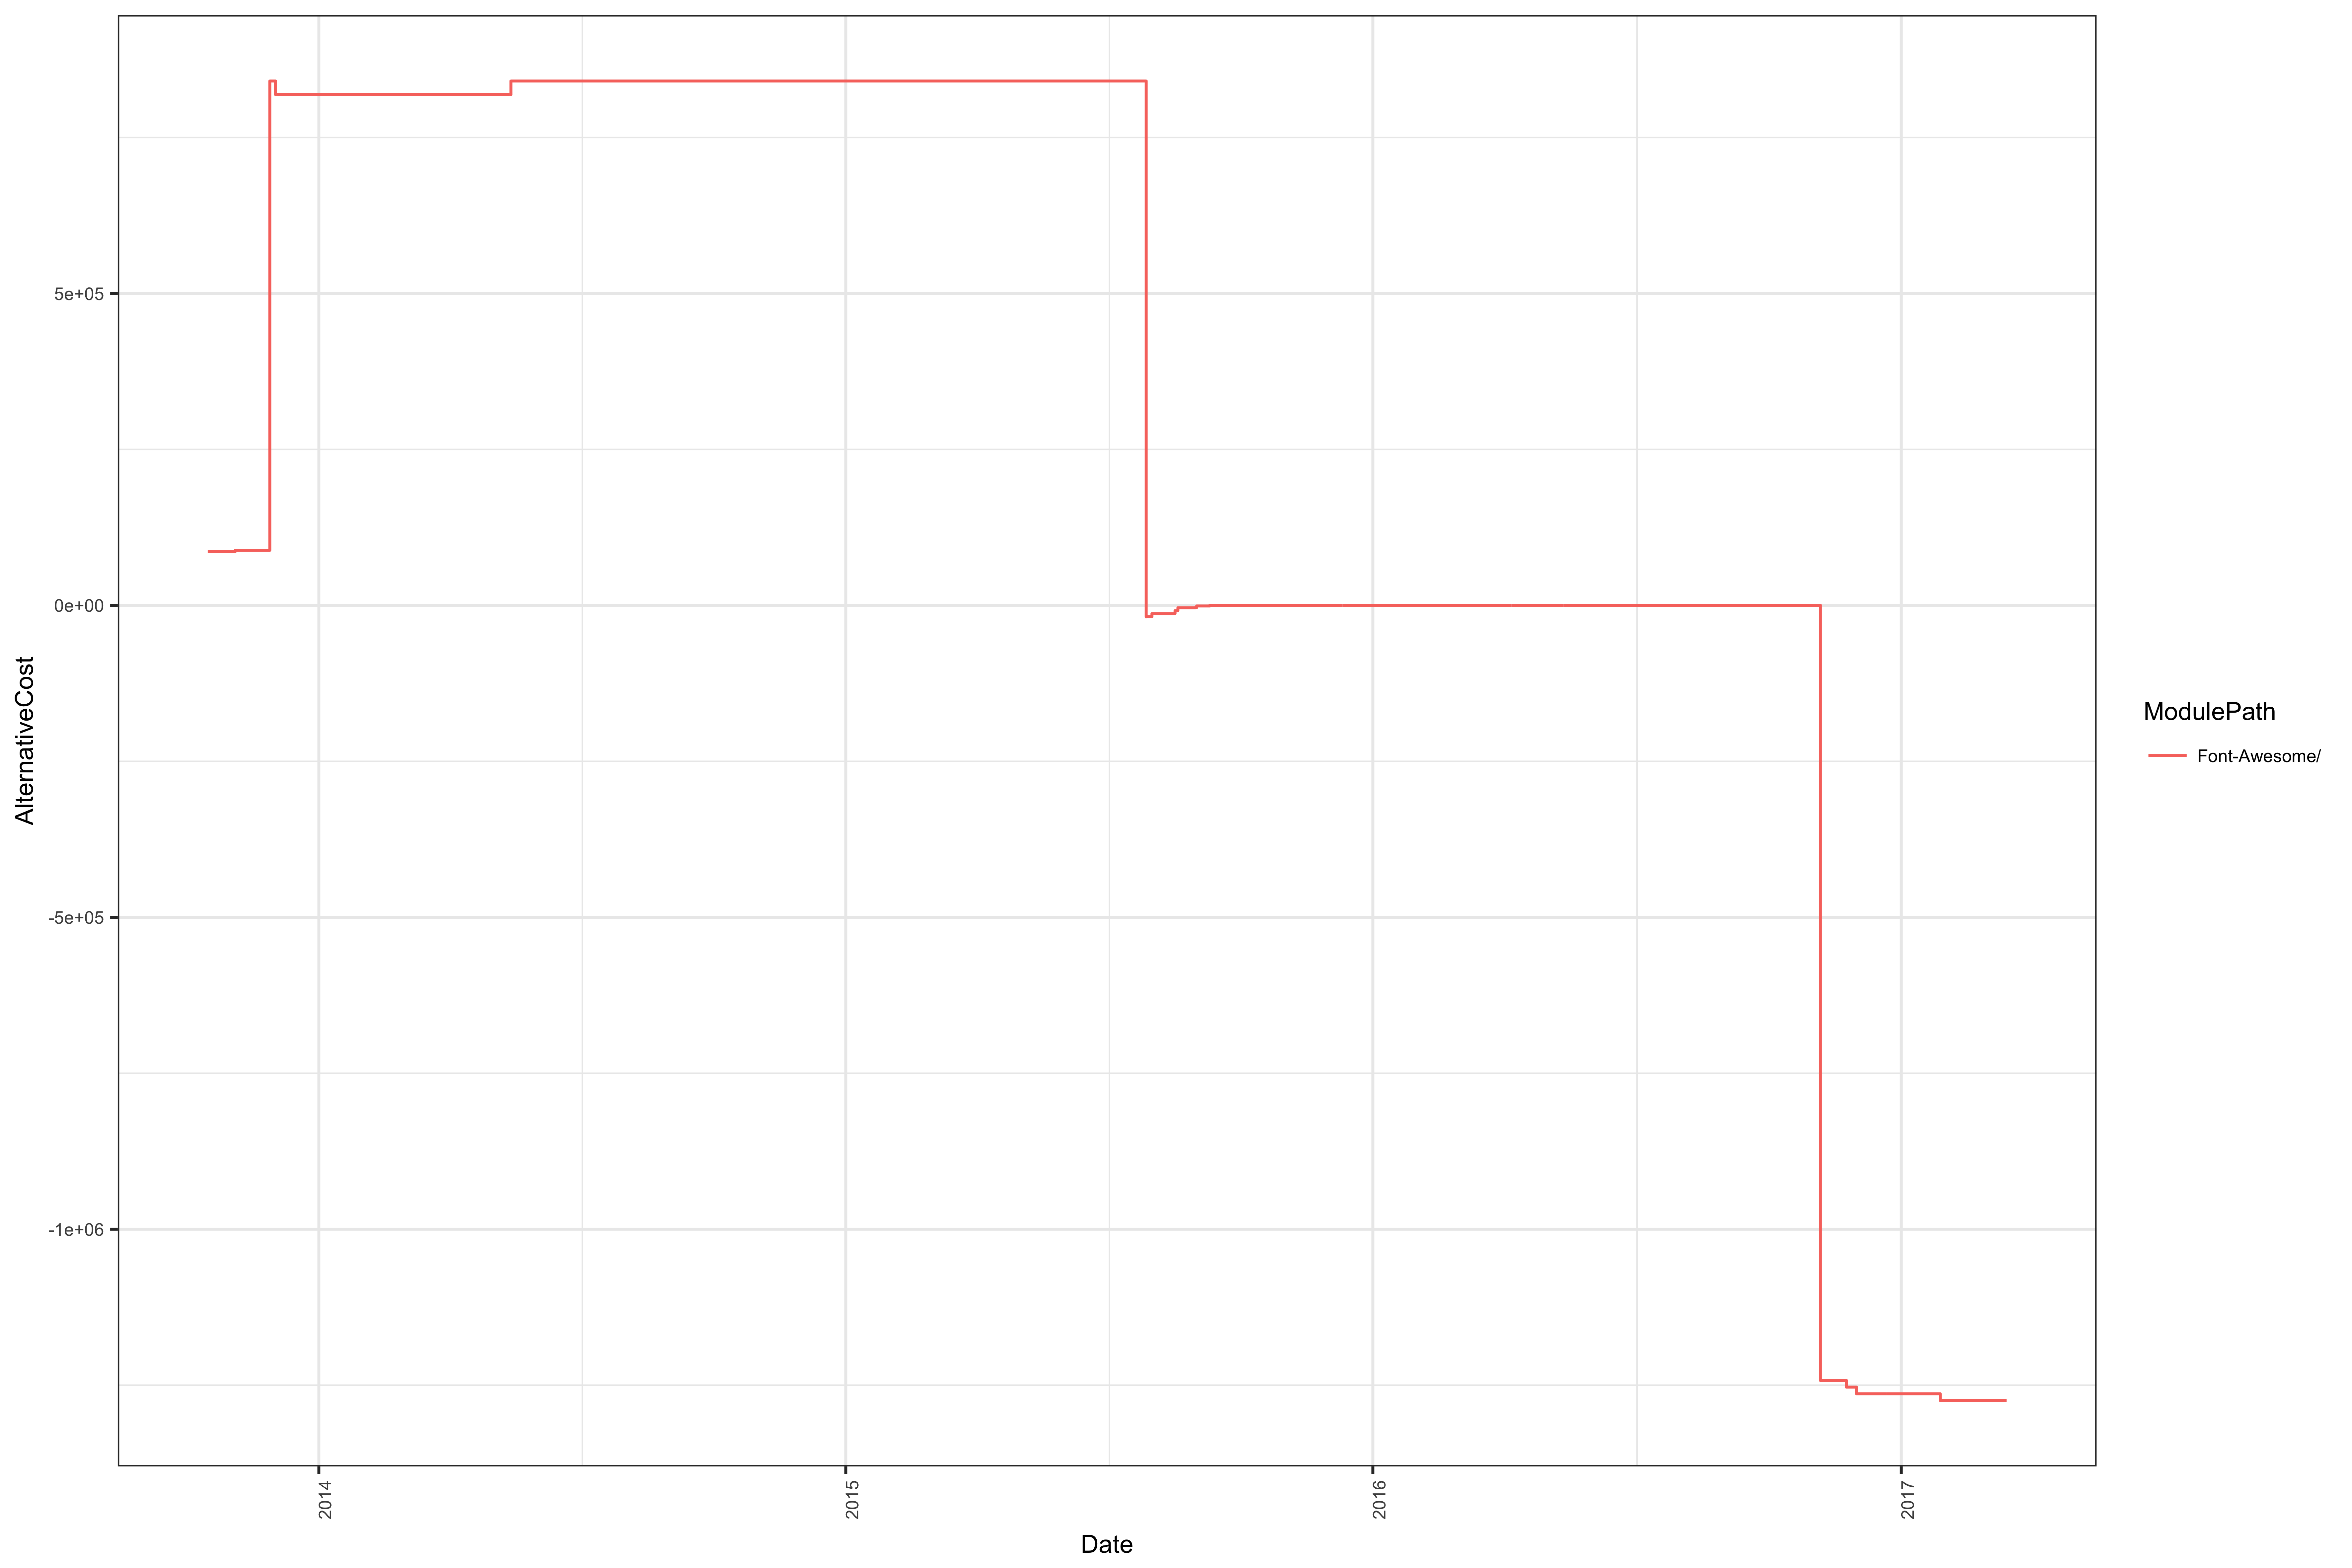 AlternativeCost
5e+05
0e+00
-5e+05
-1e+06
2014
2015
2016
2017
Date
ModulePath
Font-Awesome/